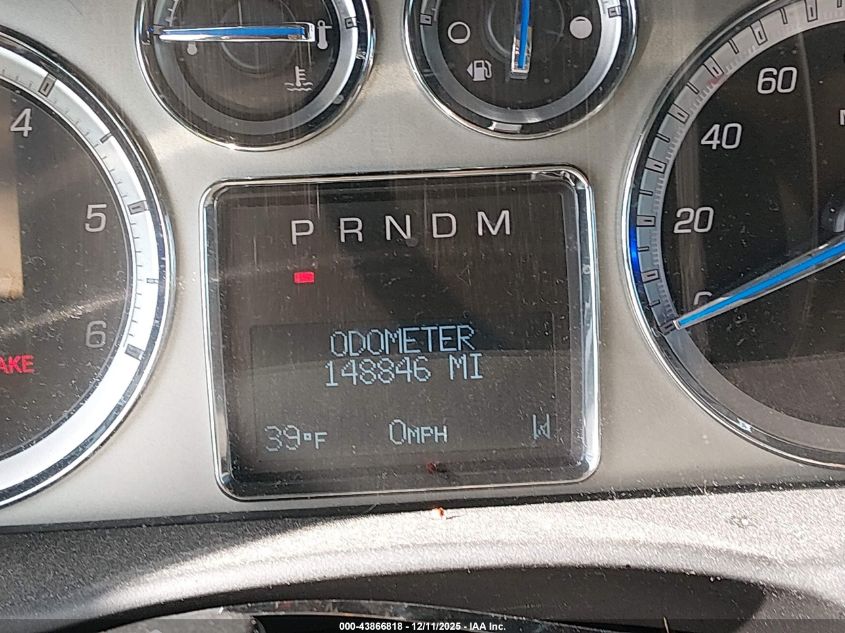 4
5
6
AKE
P R N D M
ODOMETER
148846 MI
39°F 0MPH N
60
40
20
000-43866818 - 12/11/2025 - IAA Inc.